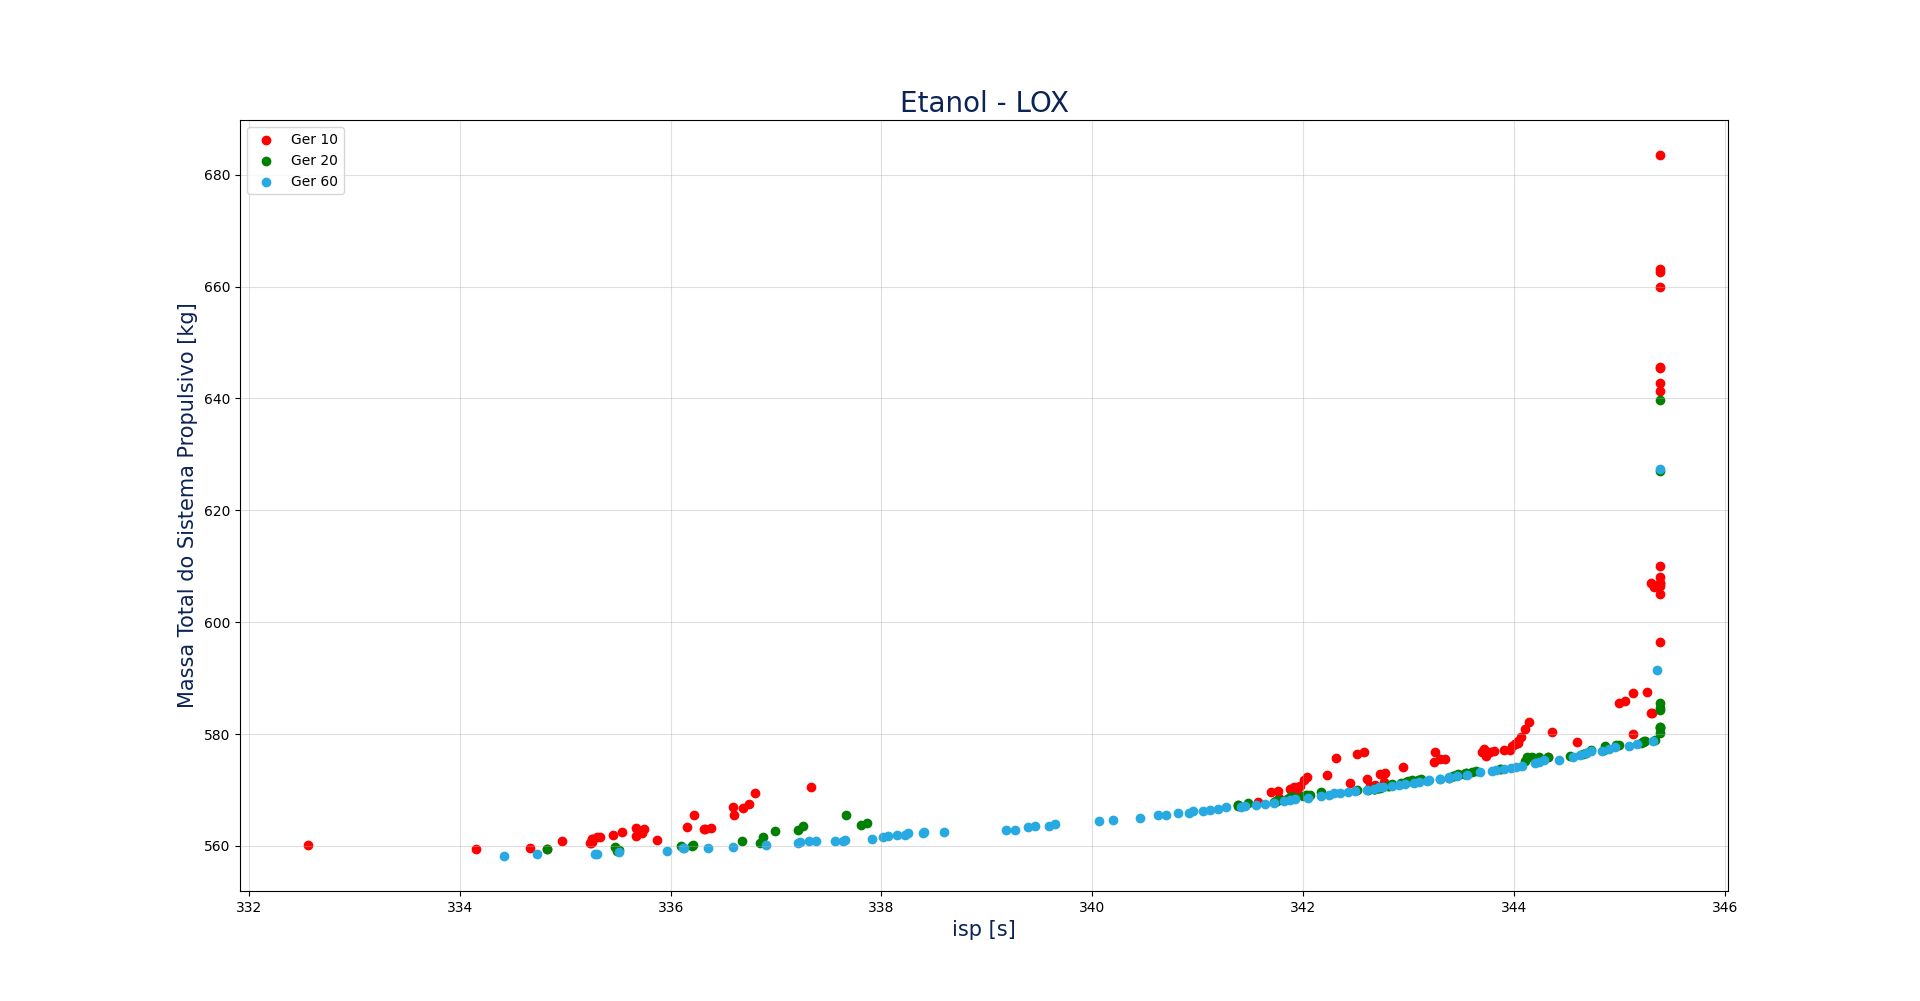 Etanol - LOX
Ger 10
Ger 20
Ger 60
Massa Total do Sistema Propulsivo [kg]
680
660
640
620
600
580
560
332 334 336 338 340 342 344 346
isp [s]